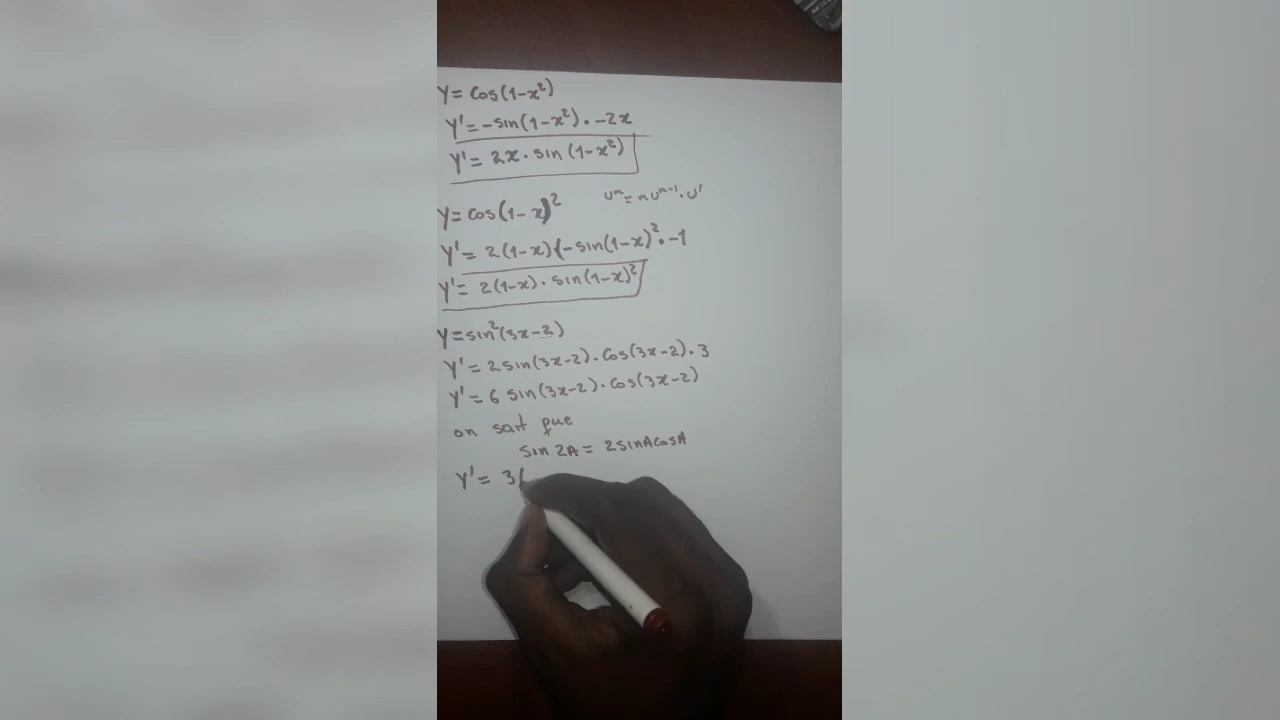 Y = Cos(1-x²)
Y' = -sin(1-x²) · -2x
Y' = 2x · sin (1-x²)
Y = cos(1-x)² Uⁿ = nUⁿ⁻¹ · U'
Y' = 2(1-x)(-sin(1-x)² · -1
Y' = 2(1-x) · sin(1-x)²
Y = sin²(3x-2)
Y' = 2sin(3x-2) · Cos(3x-2) · 3
Y' = 6 sin(3x-2) · Cos(3x-2)
on sait que
sin 2A = 2sinAcosA
Y' = 3(